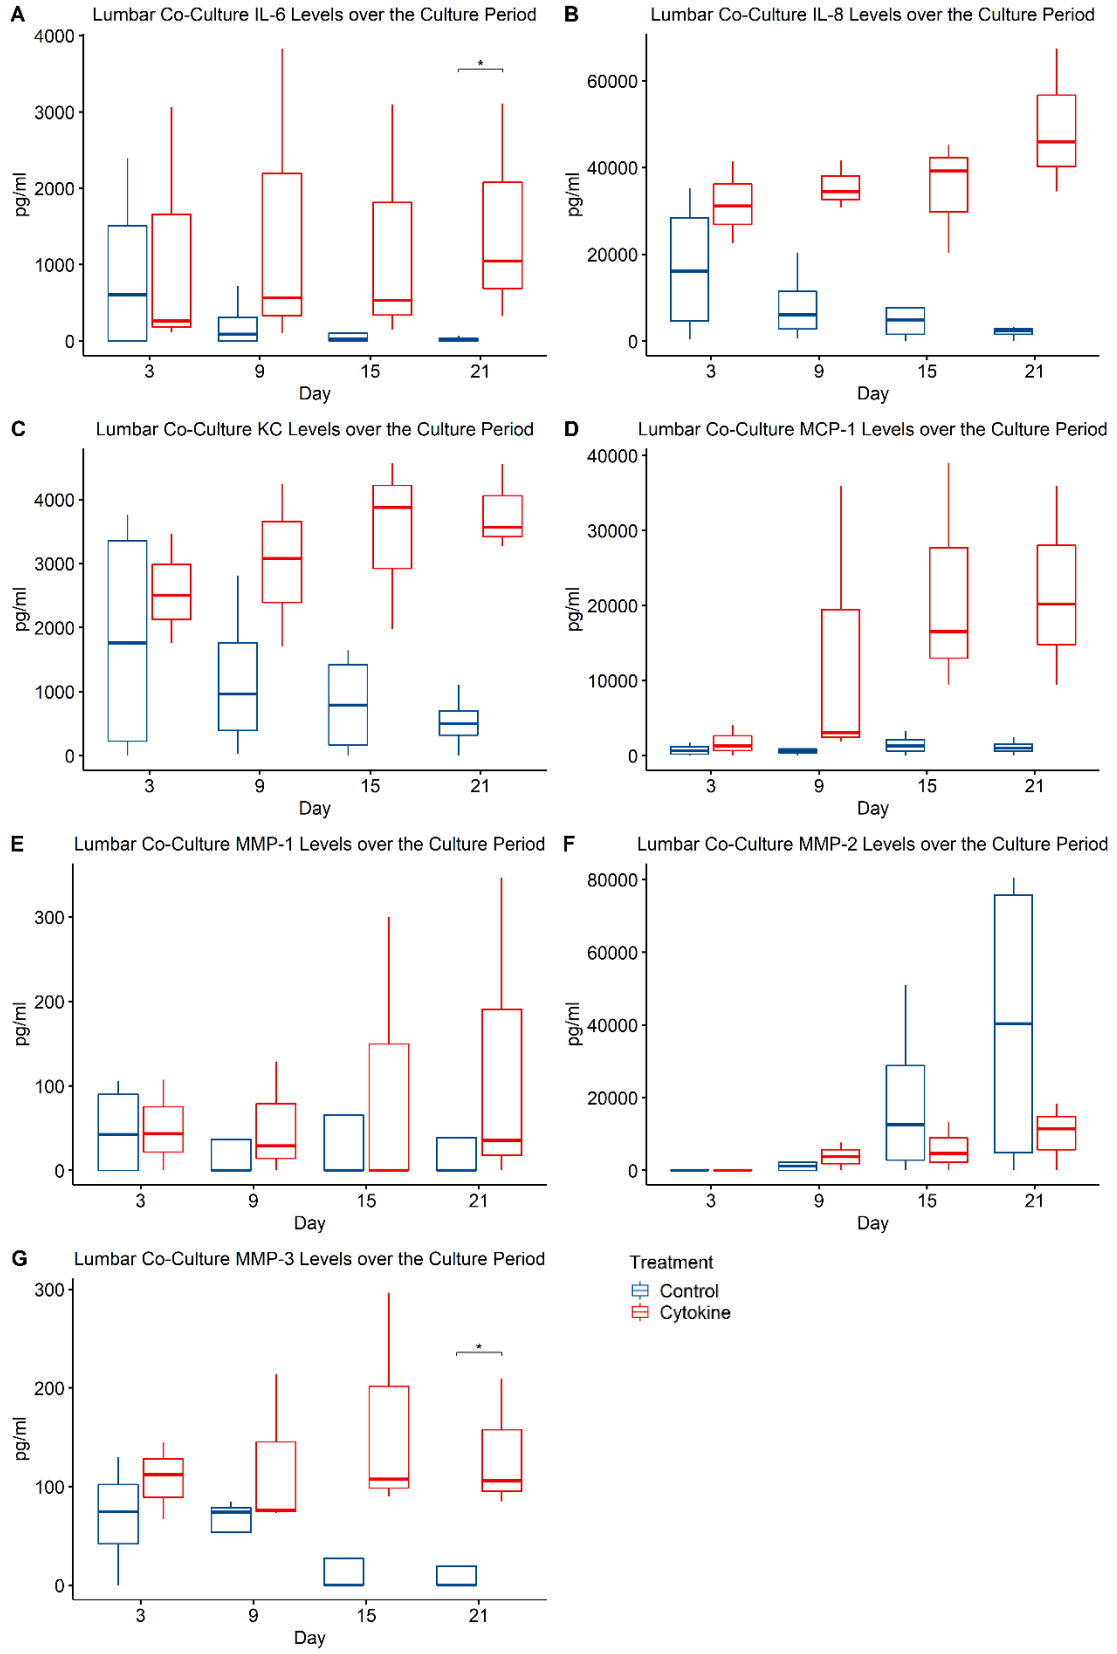 A Lumbar Co-Culture IL-6 Levels over the Culture Period
4000
3000
2000
1000
0
pg/ml
*
3 9 15 21
Day
B Lumbar Co-Culture IL-8 Levels over the Culture Period
60000
40000
20000
0
pg/ml
3 9 15 21
Day
C Lumbar Co-Culture KC Levels over the Culture Period
4000
3000
2000
1000
0
pg/ml
3 9 15 21
Day
D Lumbar Co-Culture MCP-1 Levels over the Culture Period
40000
30000
20000
10000
0
pg/ml
3 9 15 21
Day
E Lumbar Co-Culture MMP-1 Levels over the Culture Period
300
200
100
0
pg/ml
3 9 15 21
Day
F Lumbar Co-Culture MMP-2 Levels over the Culture Period
80000
60000
40000
20000
0
pg/ml
3 9 15 21
Day
G Lumbar Co-Culture MMP-3 Levels over the Culture Period
300
200
100
0
pg/ml
*
3 9 15 21
Day
Treatment
Control
Cytokine